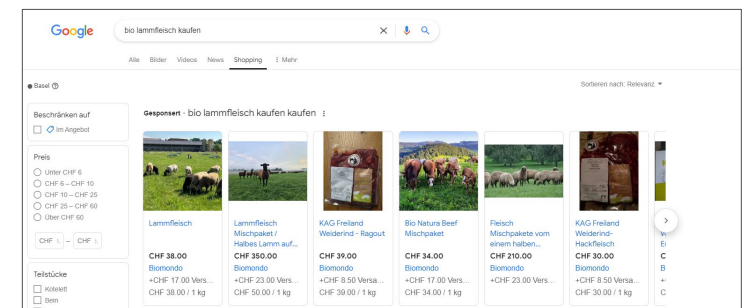 Google
bio lammfleisch kaufen
Alle Bilder Videos News Shopping Mehr
Basel
Sortieren nach: Relevanz
Beschränken auf
Im Angebot
Preis
Unter CHF 6
CHF 6 – CHF 10
CHF 10 – CHF 25
CHF 25 – CHF 60
Über CHF 60
CHF – CHF
Teilstücke
Kotelett
Bein
Gesponsert · bio lammfleisch kaufen kaufen
Lammfleisch
CHF 38.00
Biomondo
+CHF 17.00 Vers...
CHF 38.00 / 1 kg
Lammfleisch
Mischpaket /
Halbes Lamm auf...
CHF 350.00
Biomondo
+CHF 23.00 Vers...
CHF 50.00 / 1 kg
KAG Freiland
Weiderind - Ragout
CHF 39.00
Biomondo
+CHF 8.50 Versa...
CHF 39.00 / 1 kg
Bio Natura Beef
Mischpaket
CHF 34.00
Biomondo
+CHF 17.00 Vers...
CHF 34.00 / 1 kg
Fleisch
Mischpakete vom
einem halben...
CHF 210.00
Biomondo
+CHF 23.00 Vers...
KAG Freiland
Weiderind-
Hackfleisch
CHF 30.00
Biomondo
+CHF 8.50 Versa...
CHF 30.00 / 1 kg